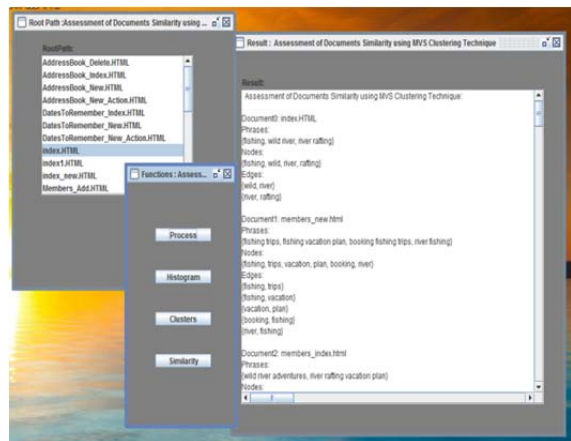 Root Path :Assessment of Documents Similarity using ...
RootPath:
AddressBook_Delete.HTML
AddressBook_Index.HTML
AddressBook_New.HTML
AddressBook_New_Action.HTML
DatesToRemember_Index.HTML
DatesToRemember_New.HTML
DatesToRemember_New_Action.HTML
index.HTML
index1.HTML
index_new.HTML
Members_Add.HTML
Functions : Assess...
Process
Histogram
Clusters
Similarity
Result : Assessment of Documents Similarity using MVS Clustering Technique
Result:
Assessment of Documents Similarity using MVS Clustering Technique:
Document0: index.HTML
Phrases:
{fishing, wild river, river rafting}
Nodes:
{fishing, wild, river, rafting}
Edges:
{wild, river}
{river, rafting}
Document1: members_new.html
Phrases:
{fishing trips, fishing vacation plan, booking fishing trips, river fishing}
Nodes:
{fishing, trips, vacation, plan, booking, river}
Edges:
{fishing, trips}
{fishing, vacation}
{vacation, plan}
{booking, fishing}
{river, fishing}
Document2: members_index.html
Phrases:
{wild river adventures, river rafting vacation plan}
Nodes: